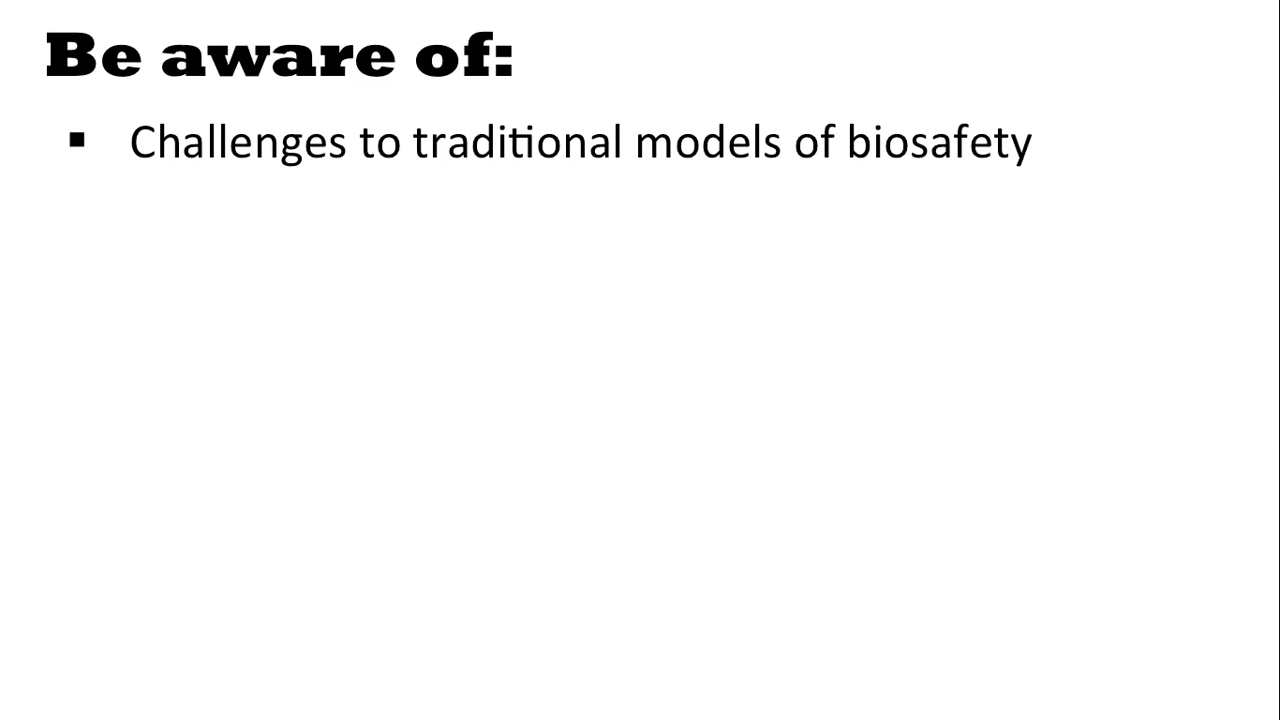 Be aware of:
▪ Challenges to traditional models of biosafety